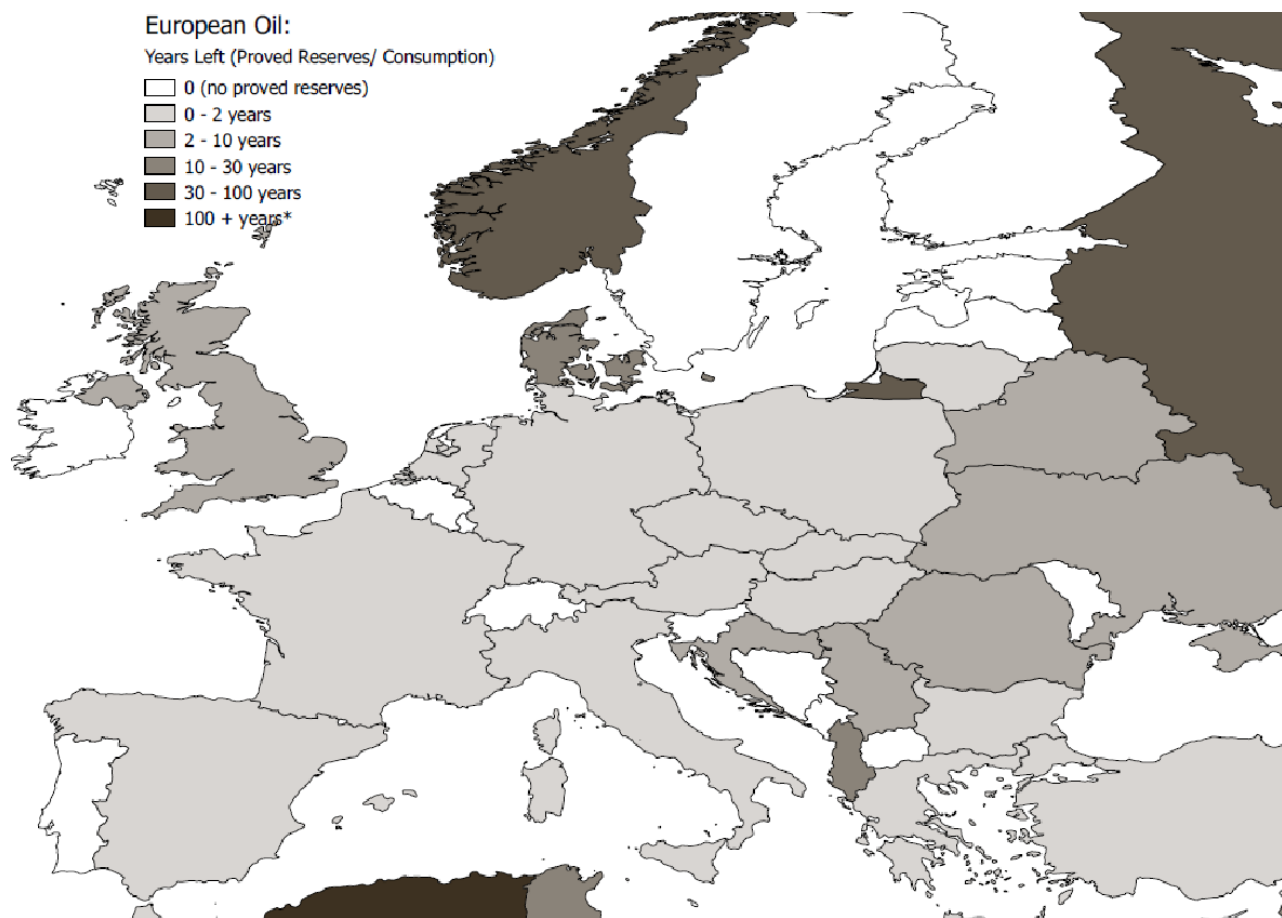 European Oil:
Years Left (Proved Reserves/ Consumption)
0 (no proved reserves)
0 - 2 years
2 - 10 years
10 - 30 years
30 - 100 years
100 + years*